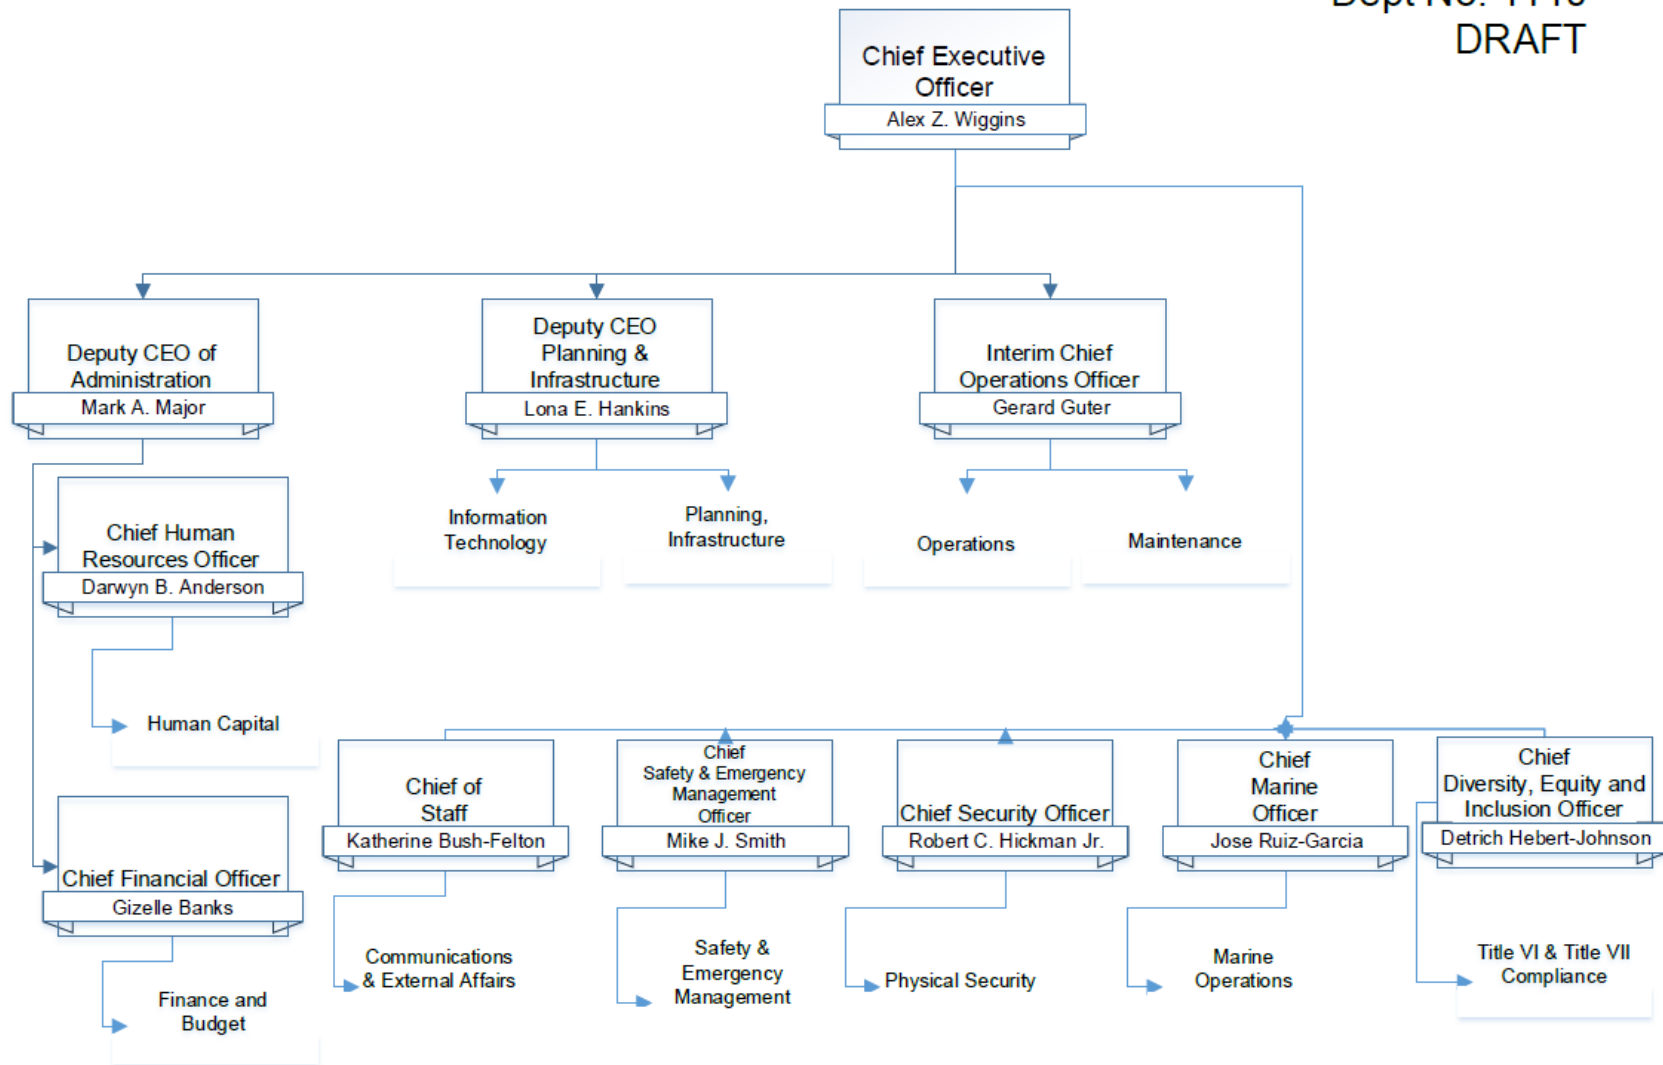 DRAFT
Chief Executive
Officer
Alex Z. Wiggins
Deputy CEO of
Administration
Mark A. Major
Deputy CEO
Planning &
Infrastructure
Lona E. Hankins
Interim Chief
Operations Officer
Gerard Guter
Information
Technology
Planning,
Infrastructure
Operations
Maintenance
Chief Human
Resources Officer
Darwyn B. Anderson
Human Capital
Chief Financial Officer
Gizelle Banks
Finance and
Budget
Chief of
Staff
Katherine Bush-Felton
Chief
Safety & Emergency
Management
Officer
Mike J. Smith
Chief Security Officer
Robert C. Hickman Jr.
Chief
Marine
Officer
Jose Ruiz-Garcia
Chief
Diversity, Equity and
Inclusion Officer
Detrich Hebert-Johnson
Communications
& External Affairs
Safety &
Emergency
Management
Physical Security
Marine
Operations
Title VI & Title VII
Compliance